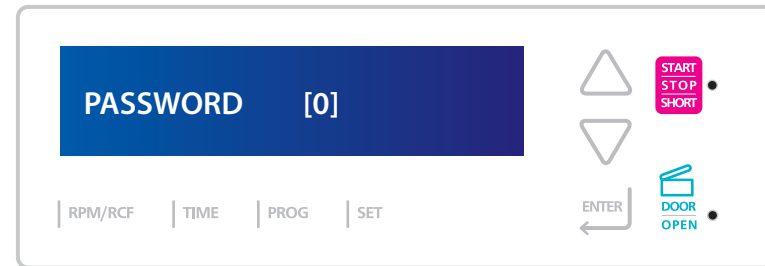 PASSWORD [0]
RPM/RCF TIME PROG SET
ENTER
START
STOP
SHORT
DOOR
OPEN